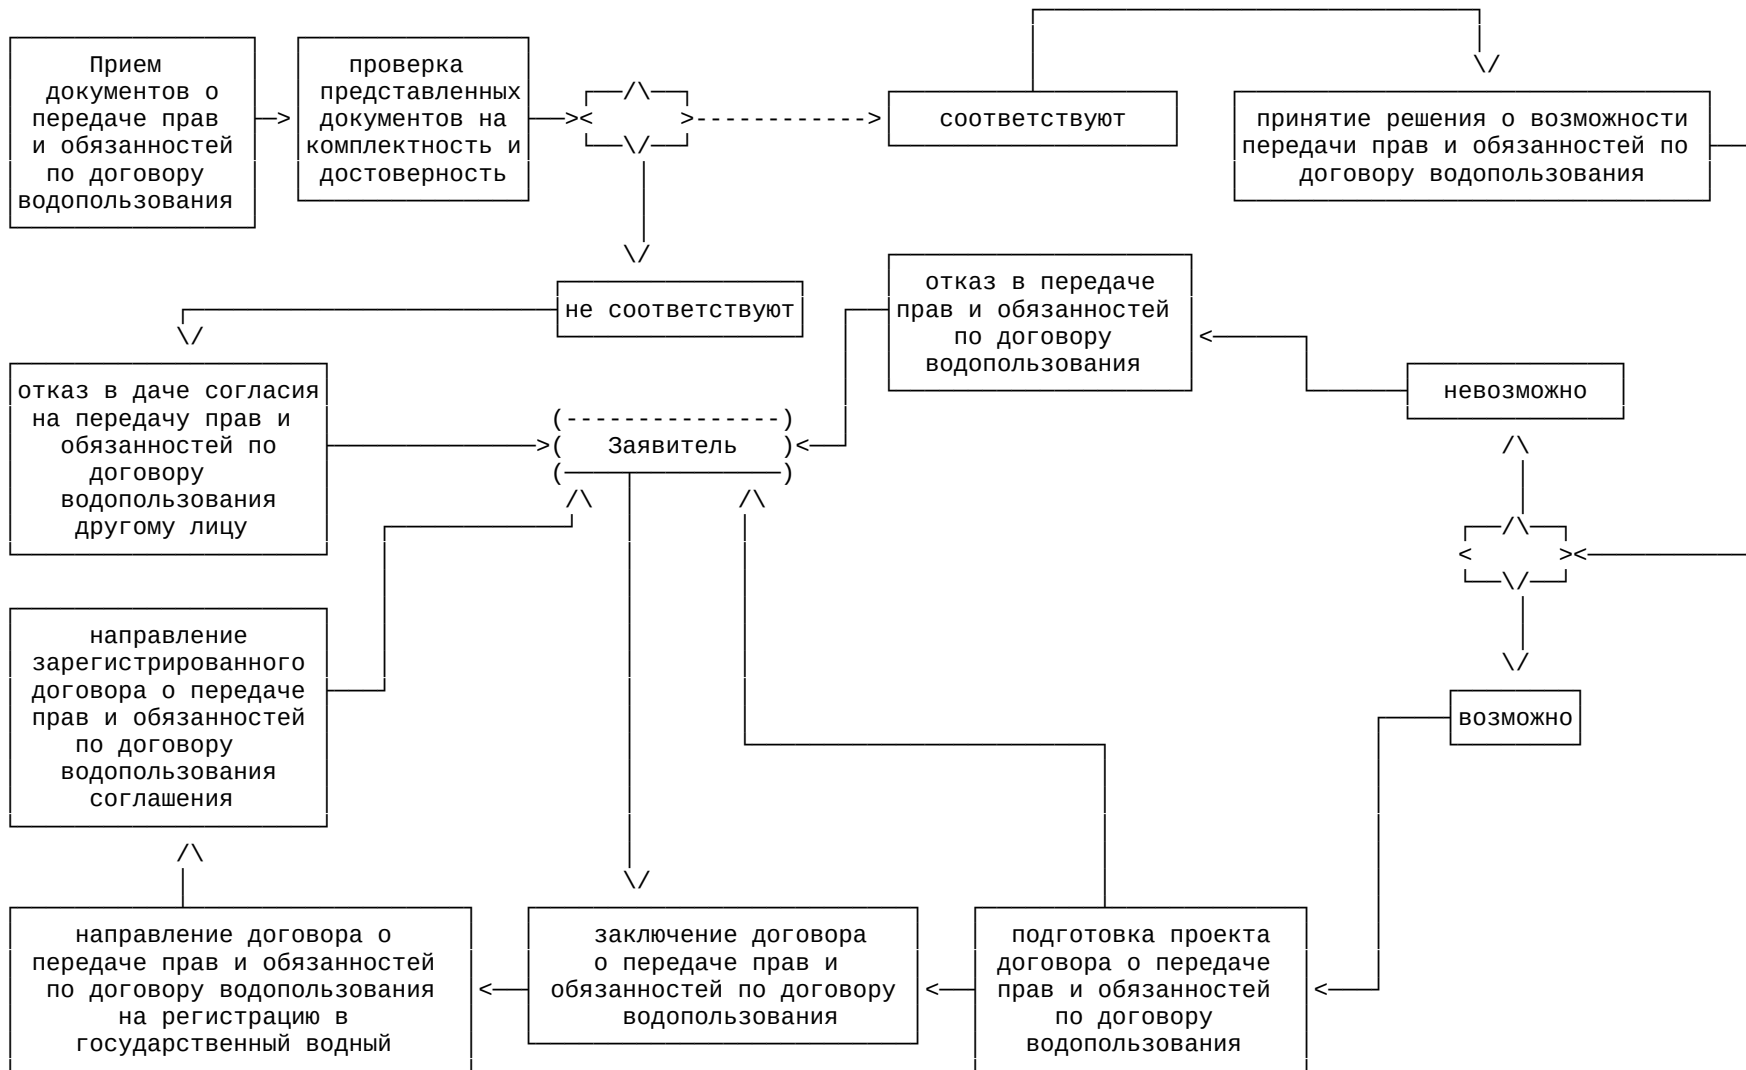 Прием
документов о
передаче прав
и обязанностей
по договору
водопользования
проверка
представленных
документов на
комплектность и
достоверность
соответствуют
принятие решения о возможности
передачи прав и обязанностей по
договору водопользования
не соответствуют
отказ в передаче
прав и обязанностей
по договору
водопользования
невозможно
отказ в даче согласия
на передачу прав и
обязанностей по
договору
водопользования
другому лицу
Заявитель
направление
зарегистрированного
договора о передаче
прав и обязанностей
по договору
водопользования
соглашения
возможно
направление договора о
передаче прав и обязанностей
по договору водопользования
на регистрацию в
государственный водный
заключение договора
о передаче прав и
обязанностей по договору
водопользования
подготовка проекта
договора о передаче
прав и обязанностей
по договору
водопользования